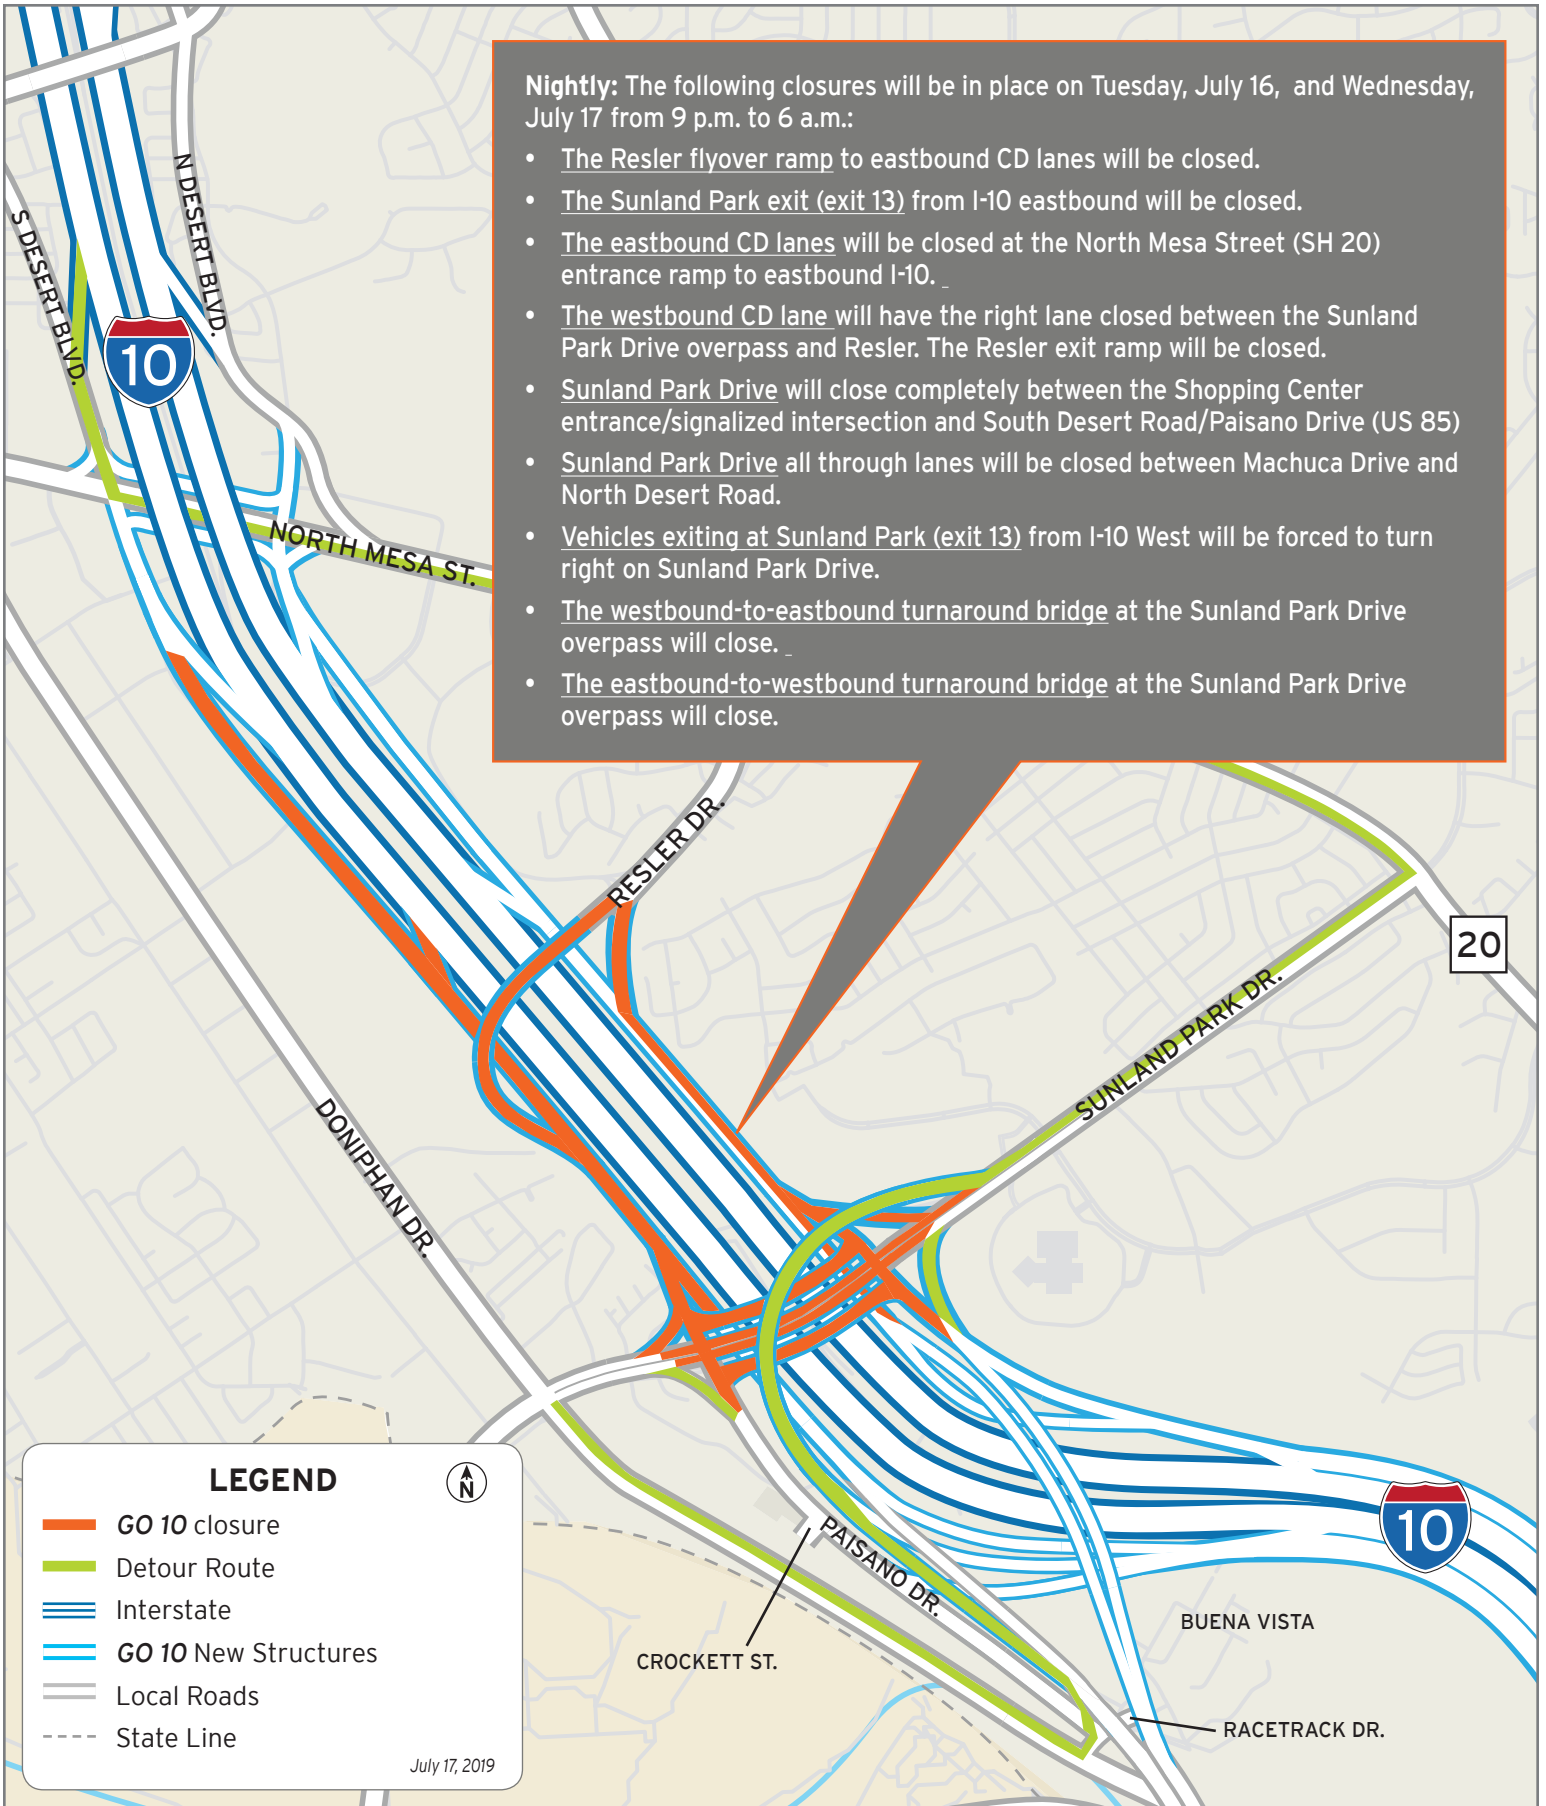 Nightly: The following closures will be in place on Tuesday, July 16, and Wednesday,
July 17 from 9 p.m. to 6 a.m.:
• The Resler flyover ramp to eastbound CD lanes will be closed.
• The Sunland Park exit (exit 13) from I-10 eastbound will be closed.
• The eastbound CD lanes will be closed at the North Mesa Street (SH 20)
entrance ramp to eastbound I-10.
• The westbound CD lane will have the right lane closed between the Sunland
Park Drive overpass and Resler. The Resler exit ramp will be closed.
• Sunland Park Drive will close completely between the Shopping Center
entrance/signalized intersection and South Desert Road/Paisano Drive (US 85)
• Sunland Park Drive all through lanes will be closed between Machuca Drive and
North Desert Road.
• Vehicles exiting at Sunland Park (exit 13) from I-10 West will be forced to turn
right on Sunland Park Drive.
• The westbound-to-eastbound turnaround bridge at the Sunland Park Drive
overpass will close.
• The eastbound-to-westbound turnaround bridge at the Sunland Park Drive
overpass will close.
N DESERT BLVD.
S DESERT BLVD.
10
NORTH MESA ST.
RESLER DR.
20
SUNLAND PARK DR.
DONIPHAN DR.
PAISANO DR.
10
BUENA VISTA
CROCKETT ST.
RACETRACK DR.
LEGEND
N
GO 10 closure
Detour Route
Interstate
GO 10 New Structures
Local Roads
State Line
July 17, 2019